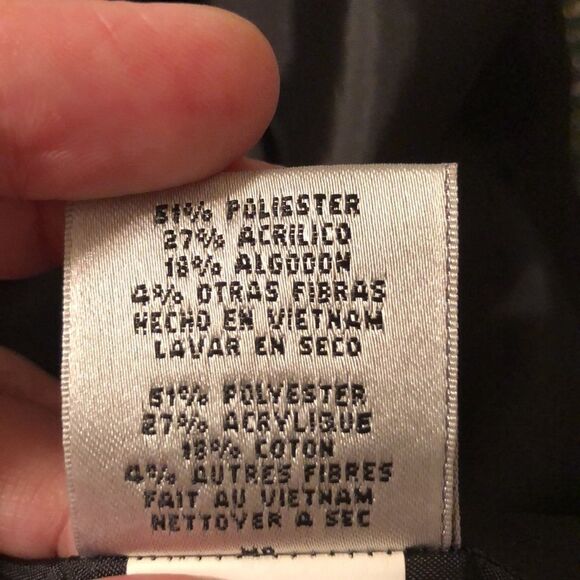 51% POLIESTER
27% ACRILICO
18% ALGODON
4% OTRAS FIBRAS
HECHO EN VIETNAM
LAVAR EN SECO
51% POLYESTER
27% ACRYLIQUE
18% COTON
4% AUTRES FIBRES
FAIT AU VIETNAM
NETTOYER A SEC